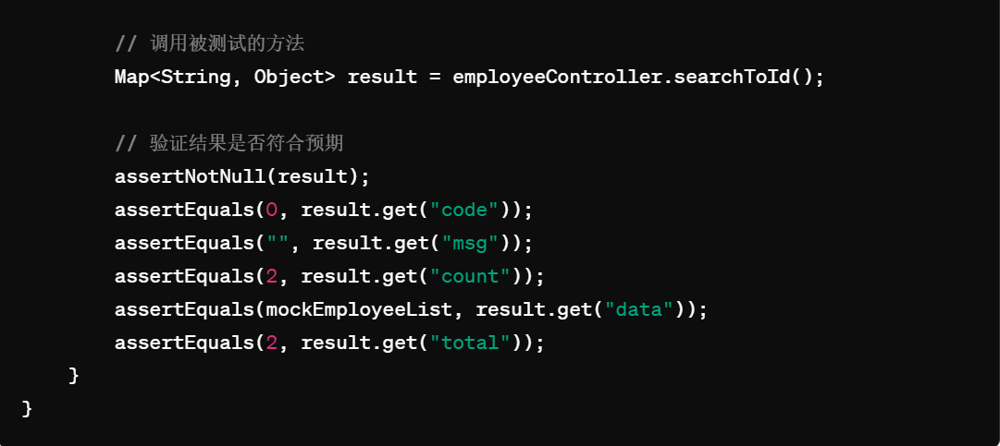 // 调用被测试的方法
Map<String, Object> result = employeeController.searchToId();
// 验证结果是否符合预期
assertNotNull(result);
assertEquals(0, result.get("code"));
assertEquals("", result.get("msg"));
assertEquals(2, result.get("count"));
assertEquals(mockEmployeeList, result.get("data"));
assertEquals(2, result.get("total"));
}
}